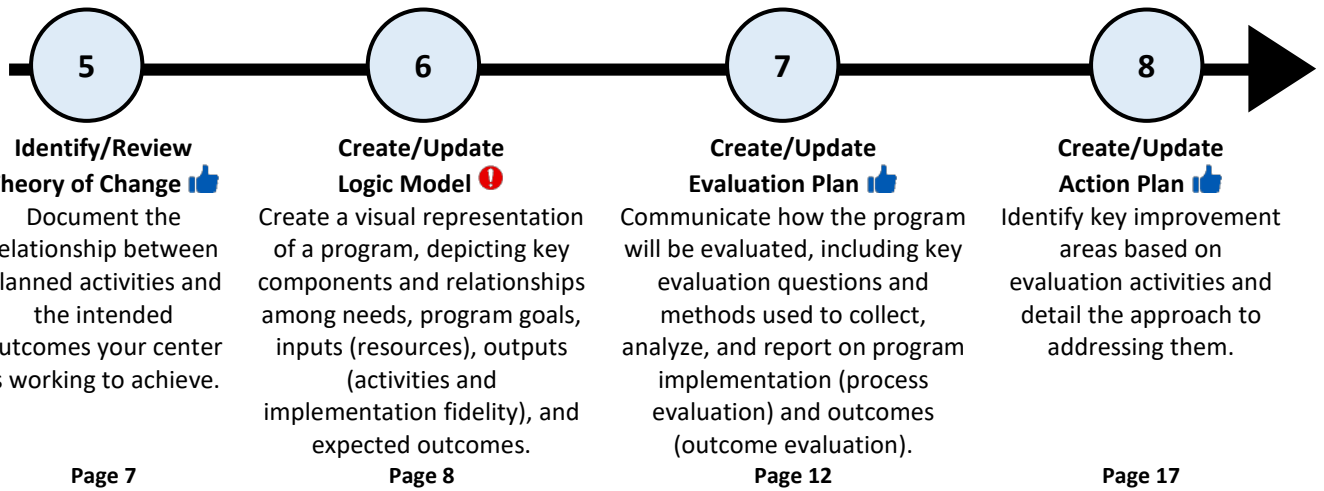 5
Identify/Review
heory of Change
Document the
elationship between
lanned activities and
the intended
utcomes your center
s working to achieve.
Page 7
6
Create/Update
Logic Model
Create a visual representation
of a program, depicting key
components and relationships
among needs, program goals,
inputs (resources), outputs
(activities and
implementation fidelity), and
expected outcomes.
Page 8
7
Create/Update
Evaluation Plan
Communicate how the program
will be evaluated, including key
evaluation questions and
methods used to collect,
analyze, and report on program
implementation (process
evaluation) and outcomes
(outcome evaluation).
Page 12
8
Create/Update
Action Plan
Identify key improvement
areas based on
evaluation activities and
detail the approach to
addressing them.
Page 17